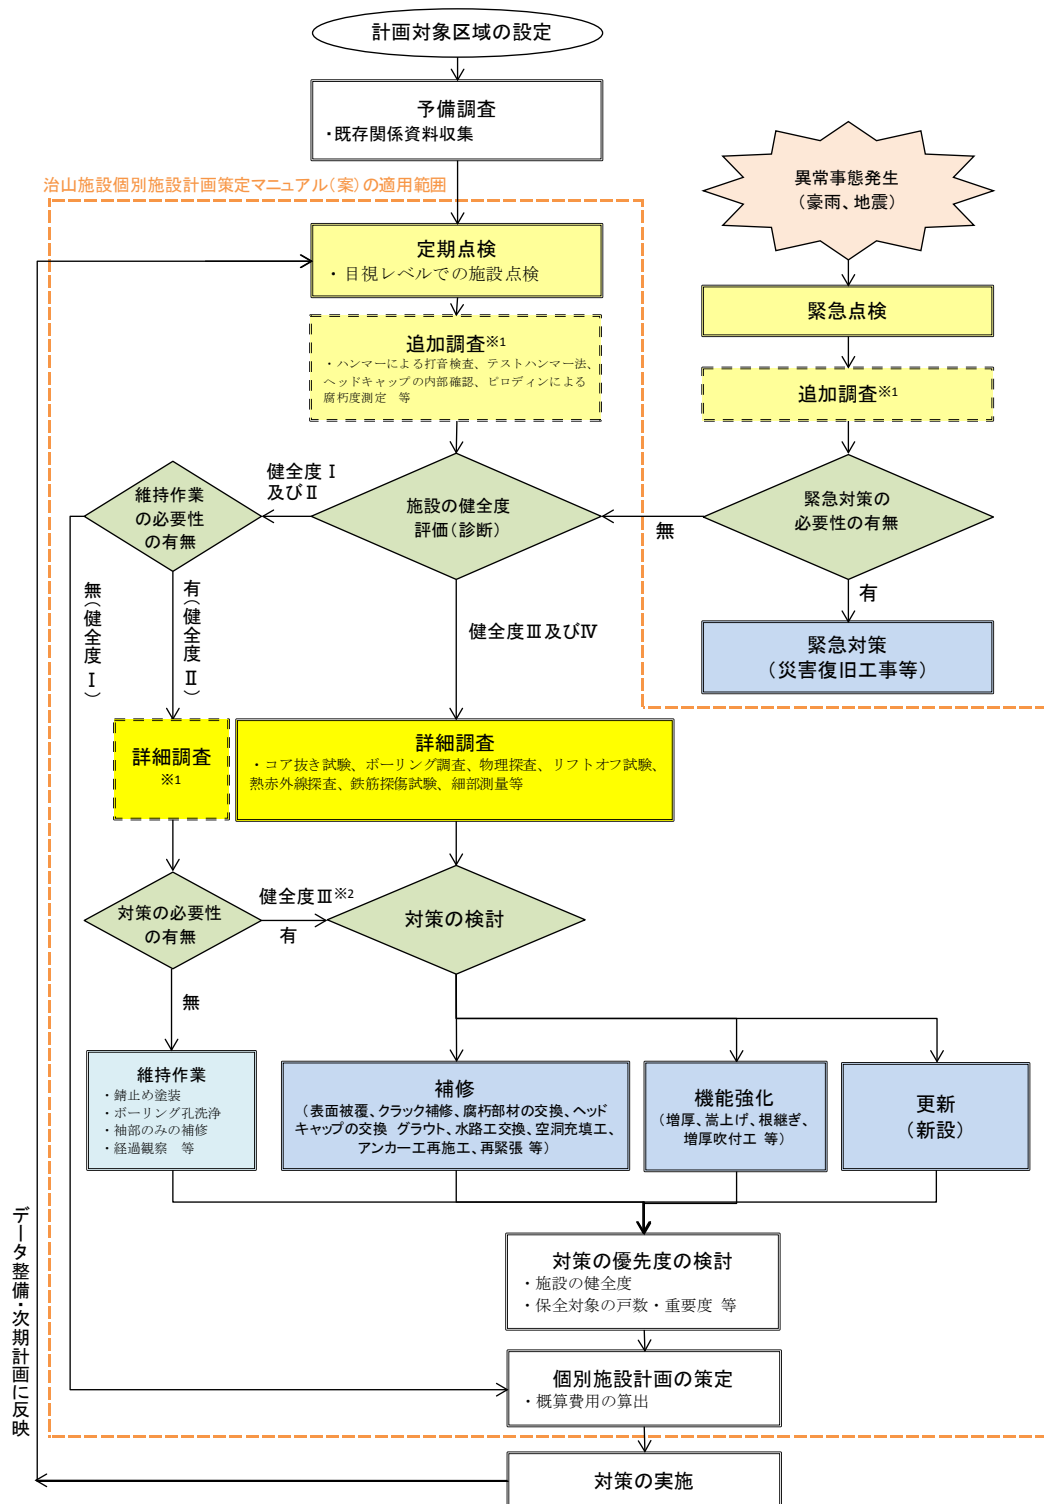 計画対象区域の設定
予備調査
・既存関係資料収集
治山施設個別施設計画策定マニュアル(案)の適用範囲
異常事態発生
(豪雨、地震)
定期点検
・目視レベルでの施設点検
緊急点検
追加調査※1
・ハンマーによる打音検査、テストハンマー法、
ヘッドキャップの内部確認、ピロディンによる
腐朽度測定 等
追加調査※1
健全度Ⅰ
及びⅡ
維持作業
の必要性
の有無
施設の健全度
評価(診断)
無
緊急対策の
必要性の有無
有
無(健全度Ⅰ)
有(健全度Ⅱ)
健全度Ⅲ及びⅣ
緊急対策
(災害復旧工事等)
詳細調査
※1
詳細調査
・コア抜き試験、ボーリング調査、物理探査、リフトオフ試験、
熱赤外線探査、鉄筋探傷試験、細部測量等
対策の必要性
の有無
健全度Ⅲ※2
有
対策の検討
無
維持作業
・錆止め塗装
・ボーリング孔洗浄
・袖部のみの補修
・経過観察 等
補修
(表面被覆、クラック補修、腐朽部材の交換、ヘッド
キャップの交換 グラウト、水路工交換、空洞充填工、
アンカー工再施工、再緊張 等)
機能強化
(増厚、嵩上げ、根継ぎ、
増厚吹付工 等)
更新
(新設)
対策の優先度の検討
・施設の健全度
・保全対象の戸数・重要度 等
個別施設計画の策定
・概算費用の算出
データ整備・次期計画に反映
対策の実施